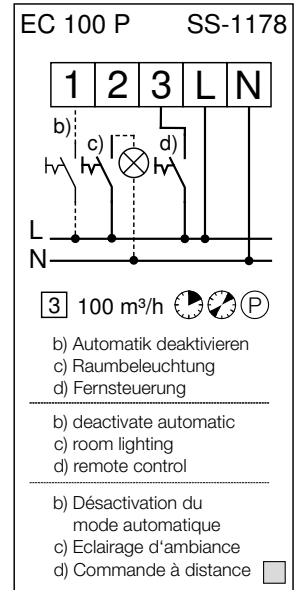 EC 100 P SS-1178
1 2 3 L N
b)
c) d)
L
N
3 100 m³/h P
b) Automatik deaktivieren
c) Raumbeleuchtung
d) Fernsteuerung
b) deactivate automatic
c) room lighting
d) remote control
b) Désactivation du
mode automatique
c) Eclairage d'ambiance
d) Commande à distance